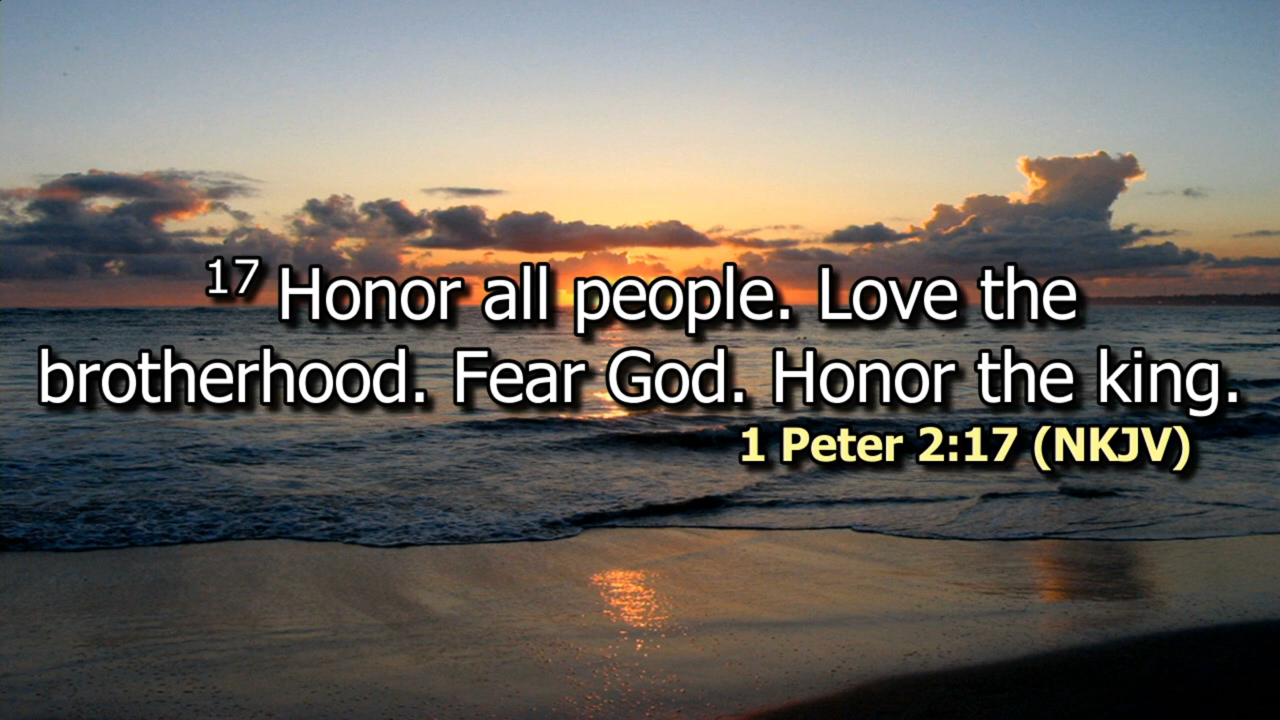 17 Honor all people. Love the
brotherhood. Fear God. Honor the king.
1 Peter 2:17 (NKJV)